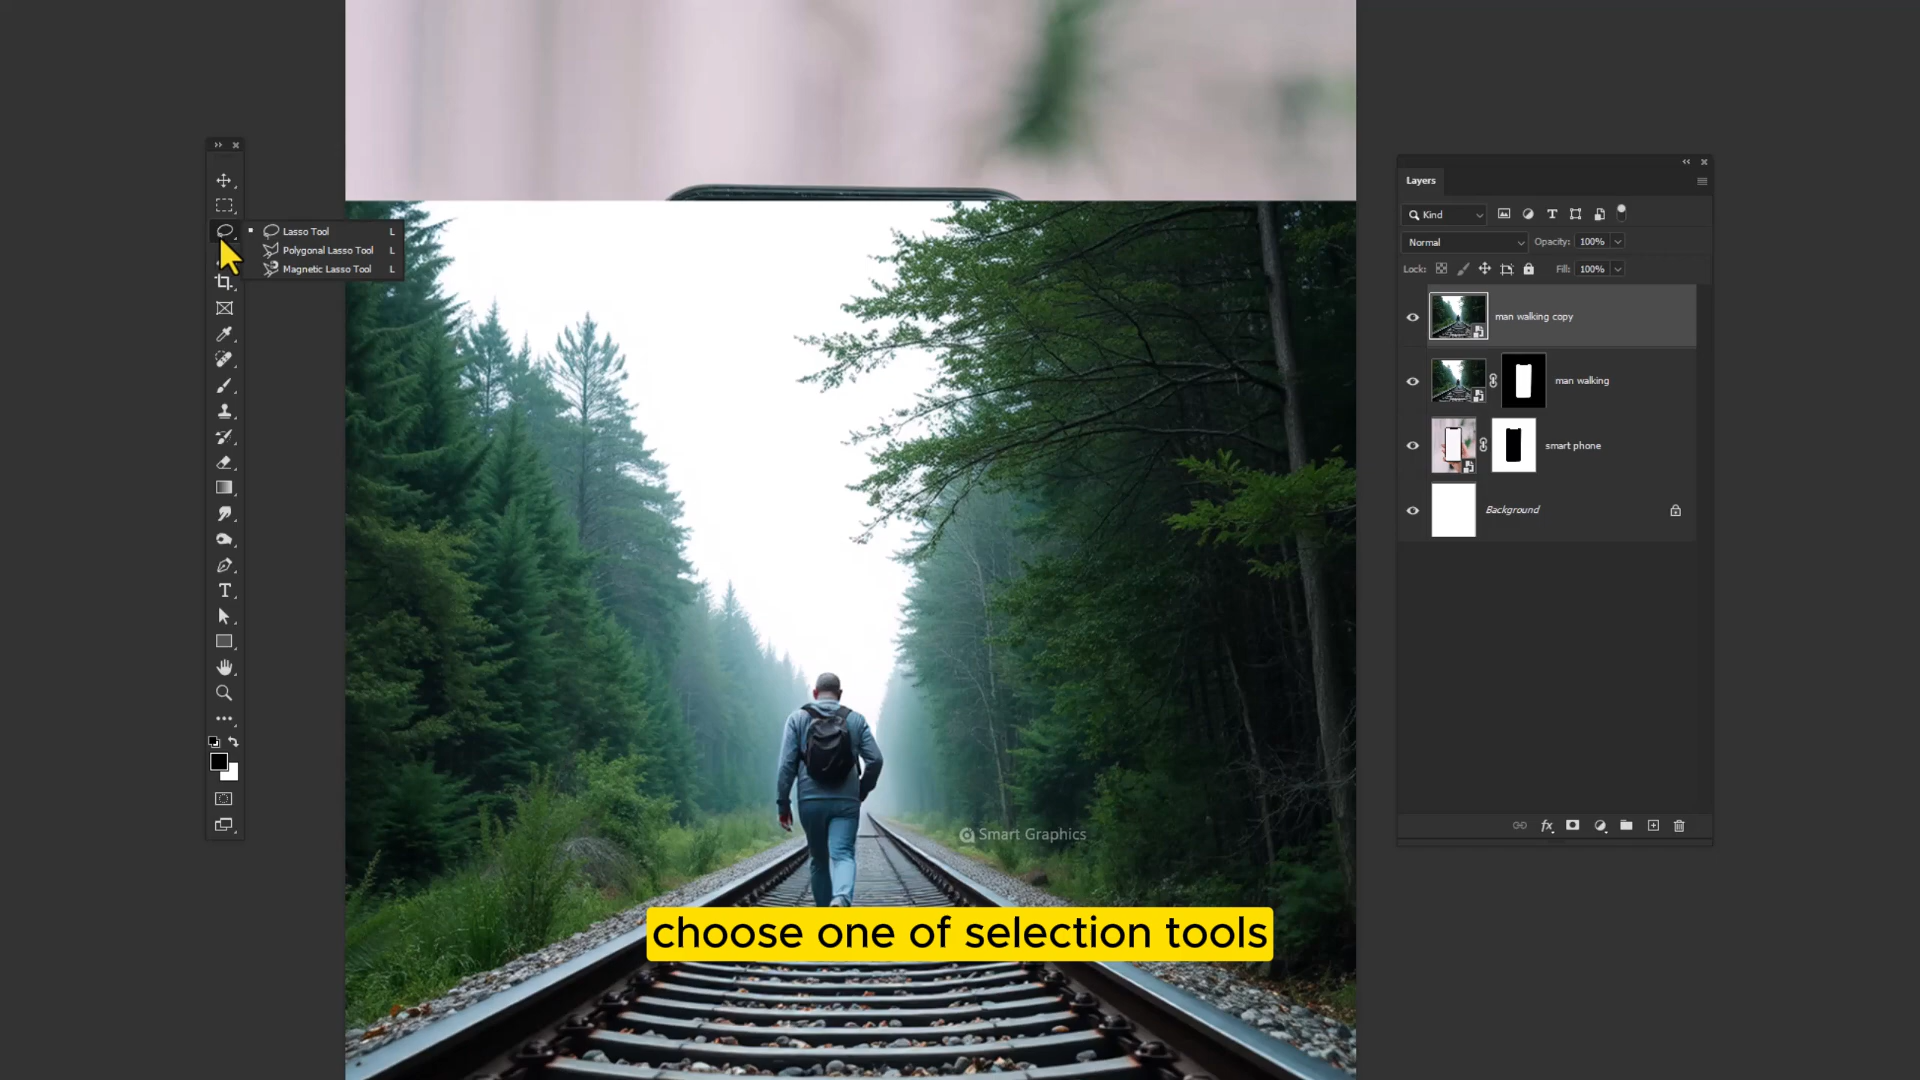 Lasso Tool L
Polygonal Lasso Tool L
Magnetic Lasso Tool L
Layers
Kind
Normal Opacity: 100%
Lock: Fill: 100%
man walking copy
man walking
smart phone
Background
fx
Smart Graphics
choose one of selection tools